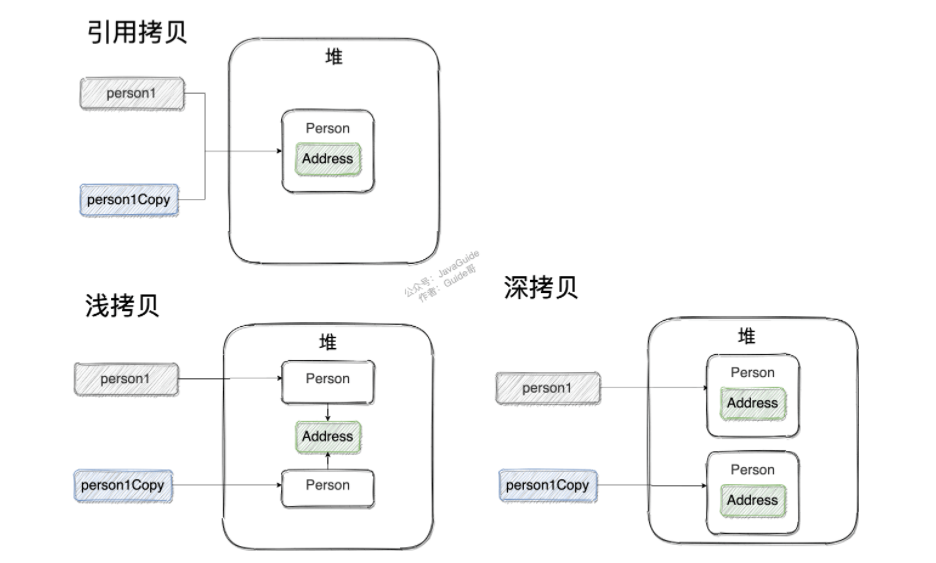 引用拷贝
堆
person1
Person
Address
person1Copy
公众号：JavaGuide
作者：Guide哥
浅拷贝
堆
person1
Person
Address
person1Copy
Person
深拷贝
堆
person1
Person
Address
person1Copy
Person
Address